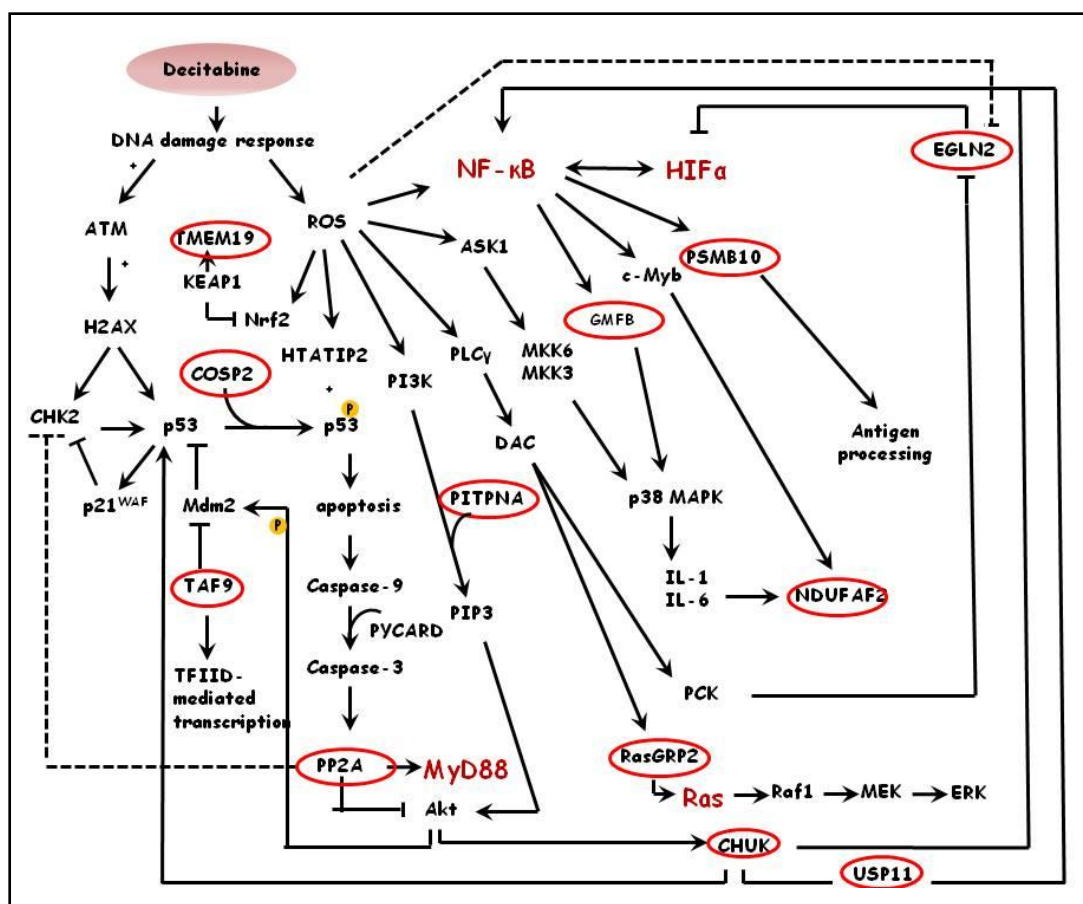 Decitabine
DNA damage response
+
NF-κB
HIFα
EGLN2
ATM
+
TMEM19
ROS
ASK1
KEAP1
c-Myb
PSMB10
H2AX
Nrf2
GMFB
HTATIP2
+
PLCγ
MKK6
MKK3
COSP2
PI3K
P
CHK2
p53
p53
DAC
Antigen
processing
p21WAF
Mdm2
P
apoptosis
PITPNA
p38 MAPK
TAF9
Caspase-9
PIP3
IL-1
IL-6
NDUFAF2
PYCARD
Caspase-3
TFIID-
mediated
transcription
PCK
PP2A
MyD88
RasGRP2
Akt
Ras
Raf1
MEK
ERK
CHUK
USP11